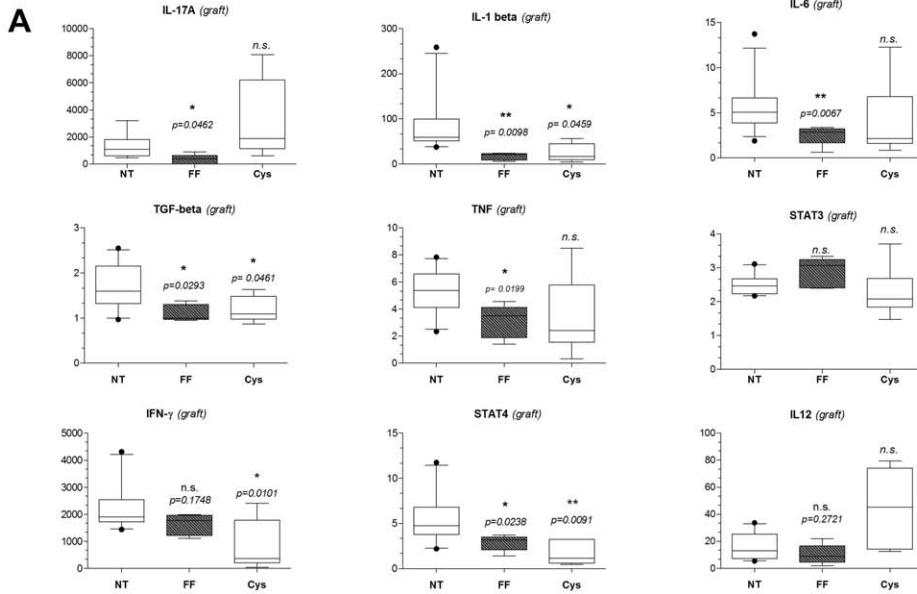 A
IL-17A (graft)
10000
8000
6000
4000
2000
0
*
p=0.0462
n.s.
NT FF Cys
IL-1 beta (graft)
300
200
100
0
**
p= 0.0098
*
p=0.0459
NT FF Cys
IL-6 (graft)
15
10
5
0
**
p=0.0067
n.s.
NT FF Cys
TGF-beta (graft)
3
2
1
0
*
p=0.0293
*
p= 0.0461
NT FF Cys
TNF (graft)
10
8
6
4
2
0
*
p= 0.0199
n.s.
NT FF Cys
STAT3 (graft)
4
3
2
1
0
n.s.
n.s.
NT FF Cys
IFN-γ (graft)
5000
4000
3000
2000
1000
0
n.s.
p=0.1748
*
p=0.0101
NT FF Cys
STAT4 (graft)
15
10
5
0
*
p=0.0238
**
p=0.0091
NT FF Cys
IL12 (graft)
100
80
60
40
20
0
n.s.
p=0.2721
n.s.
NT FF Cys